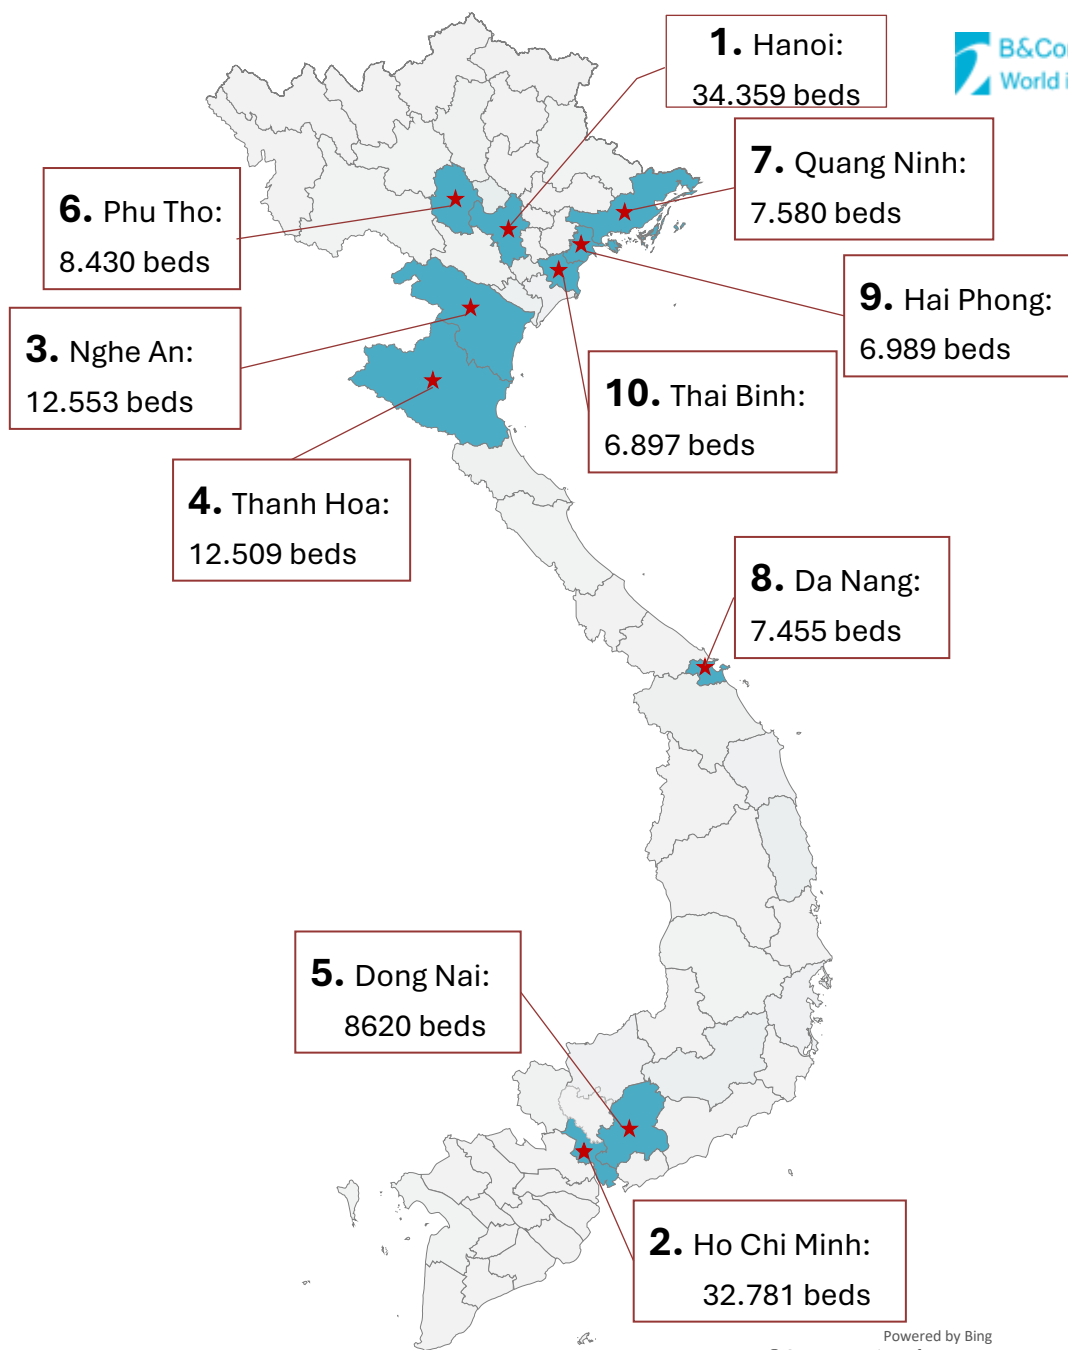 1. Hanoi:
34.359 beds
B&Co
World i
7. Quang Ninh:
7.580 beds
6. Phu Tho:
8.430 beds
9. Hai Phong:
6.989 beds
3. Nghe An:
12.553 beds
10. Thai Binh:
6.897 beds
4. Thanh Hoa:
12.509 beds
8. Da Nang:
7.455 beds
5. Dong Nai:
8620 beds
2. Ho Chi Minh:
32.781 beds
Powered by Bing